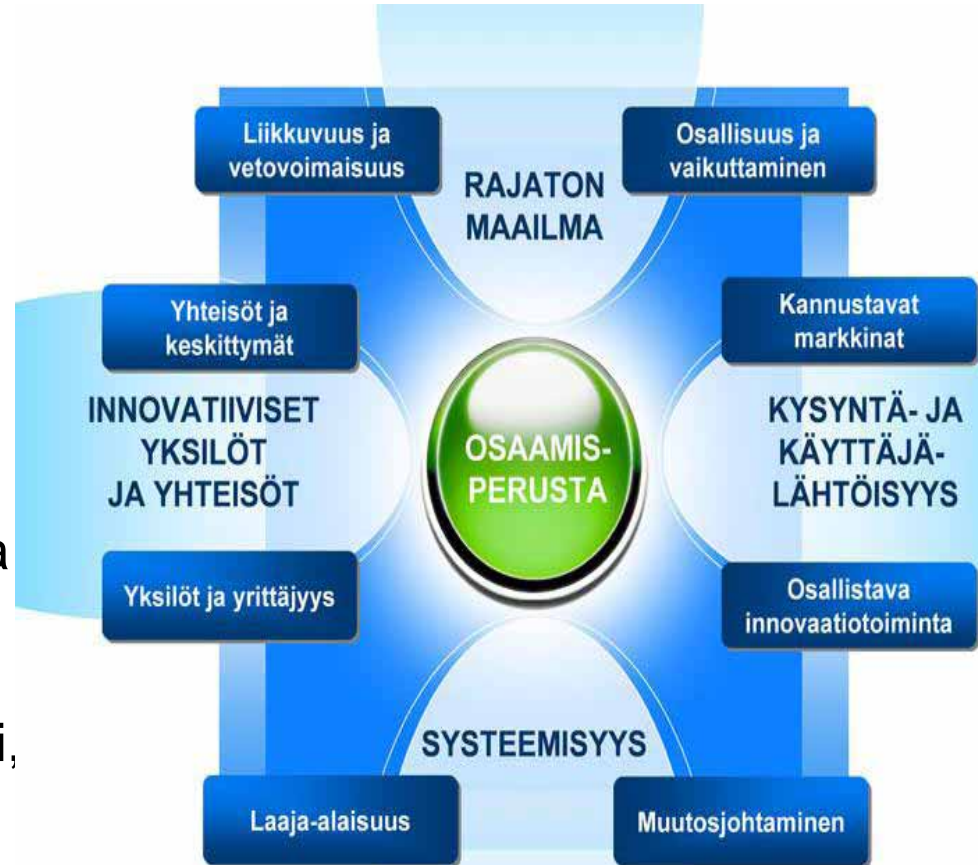 Liikkuvuus ja
vetovoimaisuus
Osallisuus ja
vaikuttaminen
RAJATON
MAAILMA
Yhteisöt ja
keskittymät
Kannustavat
markkinat
INNOVATIIVISET
YKSILÖT
JA YHTEISÖT
OSAAMIS-
PERUSTA
KYSYNTÄ- JA
KÄYTTÄJÄ-
LÄHTÖISYYS
a
Yksilöt ja yrittäjyys
Osallistava
innovaatiotoiminta
i,
SYSTEEMISYYS
Laaja-alaisuus
Muutosjohtaminen